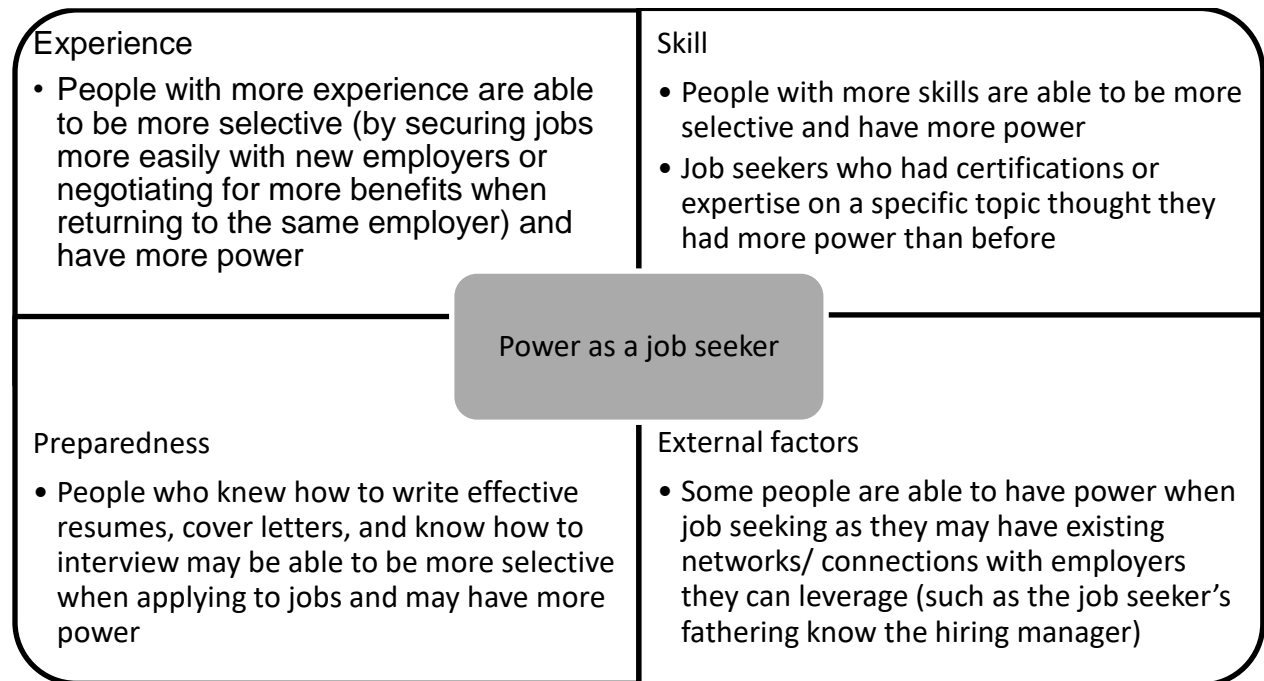 Experience
• People with more experience are able
to be more selective (by securing jobs
more easily with new employers or
negotiating for more benefits when
returning to the same employer) and
have more power
Skill
• People with more skills are able to be more
selective and have more power
• Job seekers who had certifications or
expertise on a specific topic thought they
had more power than before
Power as a job seeker
Preparedness
• People who knew how to write effective
resumes, cover letters, and know how to
interview may be able to be more selective
when applying to jobs and may have more
power
External factors
• Some people are able to have power when
job seeking as they may have existing
networks/ connections with employers
they can leverage (such as the job seeker’s
fathering know the hiring manager)